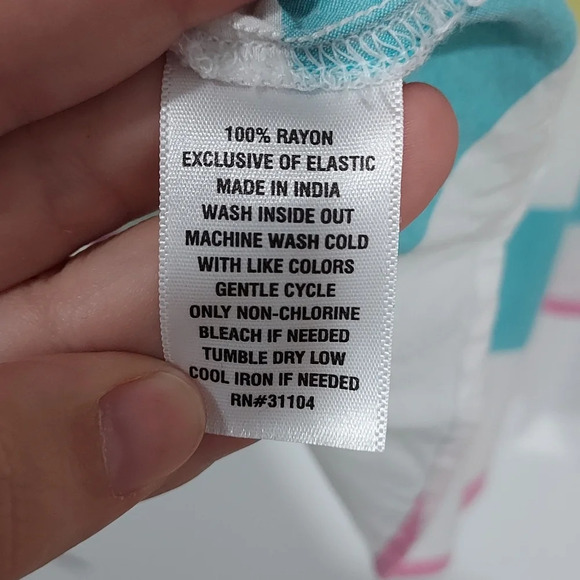 100% RAYON
EXCLUSIVE OF ELASTIC
MADE IN INDIA
WASH INSIDE OUT
MACHINE WASH COLD
WITH LIKE COLORS
GENTLE CYCLE
ONLY NON-CHLORINE
BLEACH IF NEEDED
TUMBLE DRY LOW
COOL IRON IF NEEDED
RN#31104